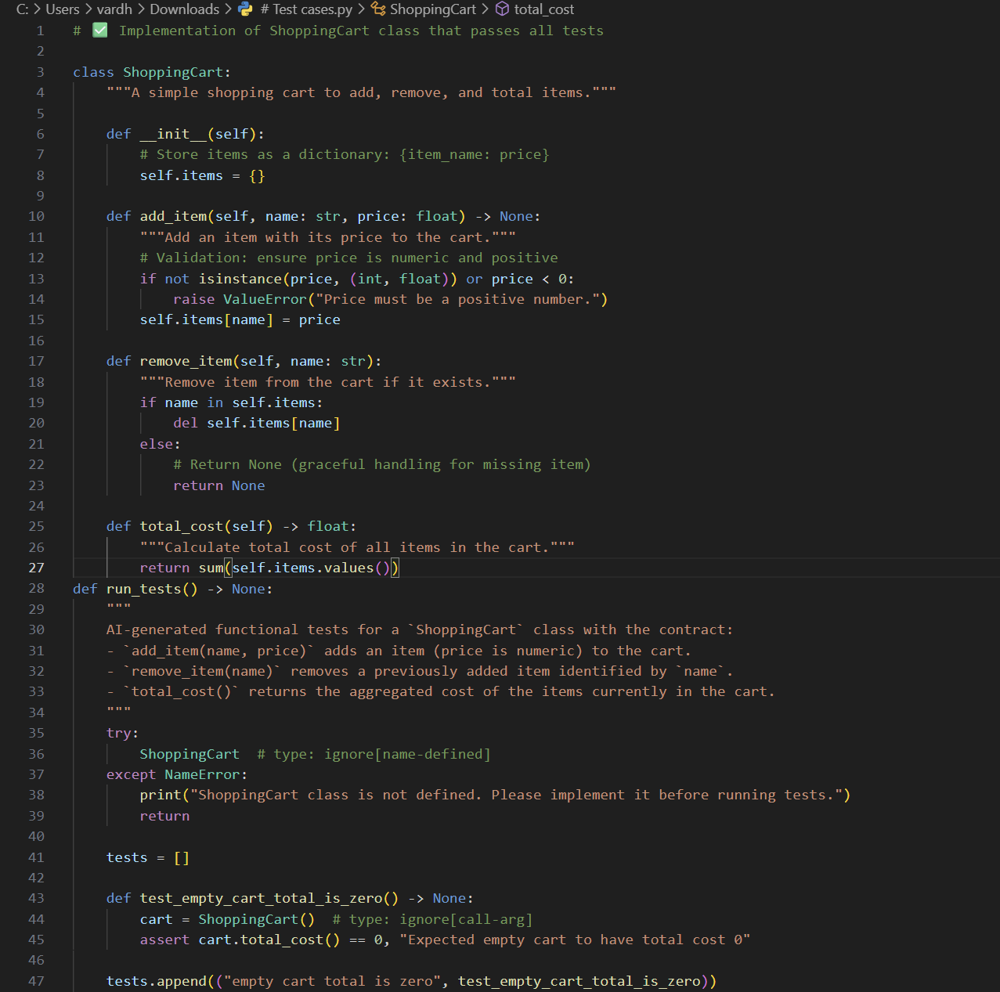 C: > Users > vardh > Downloads > # Test cases.py > ShoppingCart > total_cost
1 # ✅ Implementation of ShoppingCart class that passes all tests
2
3 class ShoppingCart:
4     """A simple shopping cart to add, remove, and total items."""
5
6     def __init__(self):
7         # Store items as a dictionary: {item_name: price}
8         self.items = {}
9
10     def add_item(self, name: str, price: float) -> None:
11         """Add an item with its price to the cart."""
12         # Validation: ensure price is numeric and positive
13         if not isinstance(price, (int, float)) or price < 0:
14             raise ValueError("Price must be a positive number.")
15         self.items[name] = price
16
17     def remove_item(self, name: str):
18         """Remove item from the cart if it exists."""
19         if name in self.items:
20             del self.items[name]
21         else:
22             # Return None (graceful handling for missing item)
23             return None
24
25     def total_cost(self) -> float:
26         """Calculate total cost of all items in the cart."""
27         return sum(self.items.values())
28 def run_tests() -> None:
29     """
30     AI-generated functional tests for a `ShoppingCart` class with the contract:
31     - `add_item(name, price)` adds an item (price is numeric) to the cart.
32     - `remove_item(name)` removes a previously added item identified by `name`.
33     - `total_cost()` returns the aggregated cost of the items currently in the cart.
34     """
35     try:
36         ShoppingCart  # type: ignore[name-defined]
37     except NameError:
38         print("ShoppingCart class is not defined. Please implement it before running tests.")
39         return
40
41     tests = []
42
43     def test_empty_cart_total_is_zero() -> None:
44         cart = ShoppingCart()  # type: ignore[call-arg]
45         assert cart.total_cost() == 0, "Expected empty cart to have total cost 0"
46
47     tests.append(("empty cart total is zero", test_empty_cart_total_is_zero))